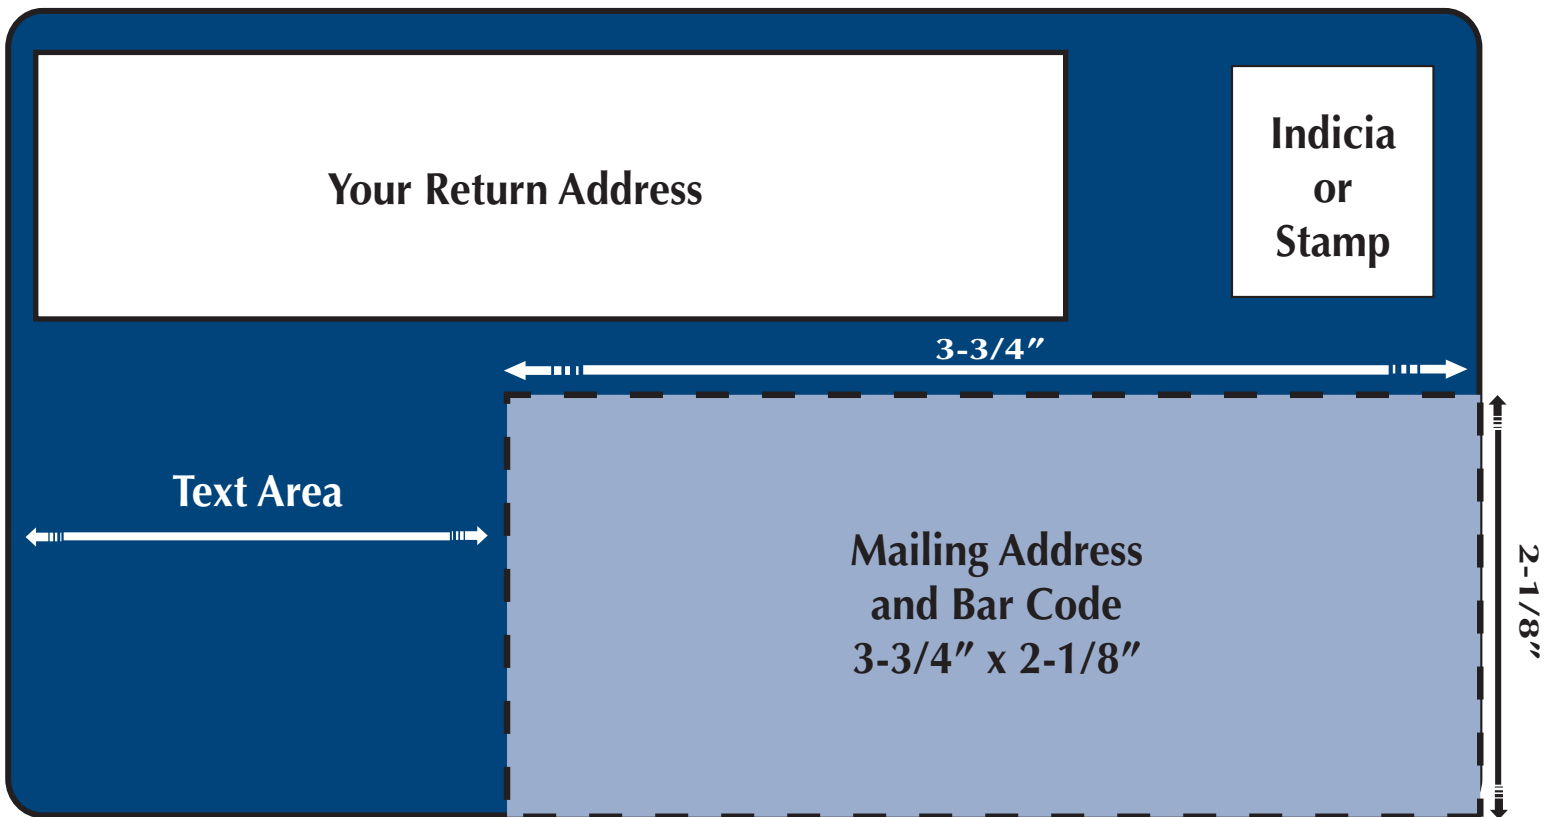 Your Return Address
Indicia
or
Stamp
3-3/4″
Text Area
Mailing Address
and Bar Code
3-3/4″ x 2-1/8″
2-1/8″